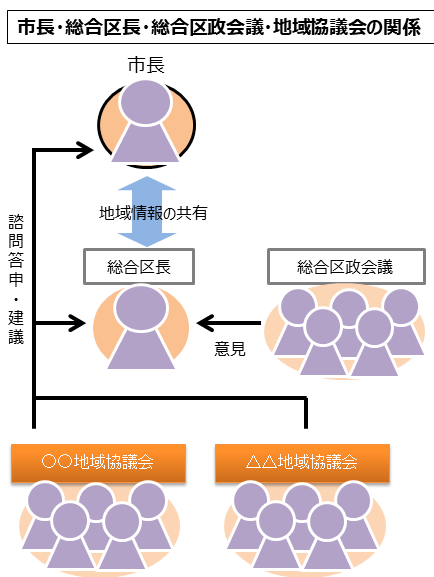 市長・総合区長・総合区政会議・地域協議会の関係
市長
地域情報の共有
諮問答申・建議
総合区長
総合区政会議
意見
〇〇地域協議会
△△地域協議会